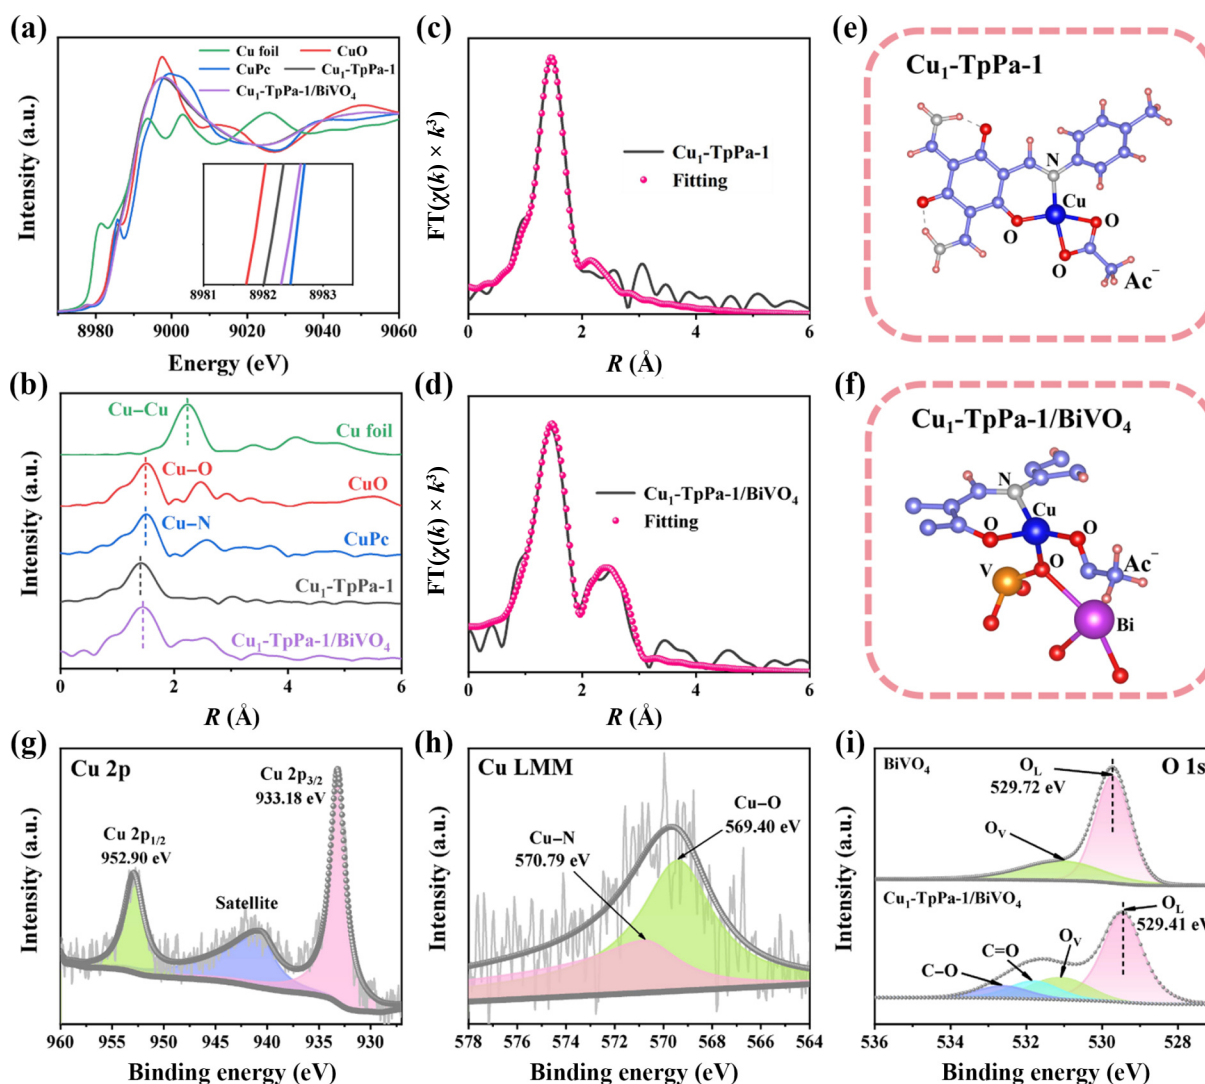 (a)
Cu foil CuO
CuPc Cu₁-TpPa-1
Cu₁-TpPa-1/BiVO₄
Intensity (a.u.)
8981 8982 8983
8980 9000 9020 9040 9060
Energy (eV)
(b)
Cu–Cu
Cu foil
Cu–O
CuO
Cu–N
CuPc
Cu₁-TpPa-1
Cu₁-TpPa-1/BiVO₄
Intensity (a.u.)
0 2 4 6
R (Å)
(c)
Cu₁-TpPa-1
Fitting
FT(χ(k) × k³)
0 2 4 6
R (Å)
(d)
Cu₁-TpPa-1/BiVO₄
Fitting
FT(χ(k) × k³)
0 2 4 6
R (Å)
(e)
Cu₁-TpPa-1
N
Cu
O
O
O
Ac⁻
(f)
Cu₁-TpPa-1/BiVO₄
N
Cu
O
O
O
V
Ac⁻
Bi
(g)
Cu 2p
Cu 2p₃/₂
933.18 eV
Cu 2p₁/₂
952.90 eV
Satellite
Intensity (a.u.)
960 955 950 945 940 935 930
Binding energy (eV)
(h)
Cu LMM
Cu–O
569.40 eV
Cu–N
570.79 eV
Intensity (a.u.)
578 576 574 572 570 568 566 564
Binding energy (eV)
(i)
BiVO₄
O 1s
O_L
529.72 eV
O_V
Cu₁-TpPa-1/BiVO₄
O_L
529.41 eV
O_V
C=O
C–O
Intensity (a.u.)
536 534 532 530 528
Binding energy (eV)